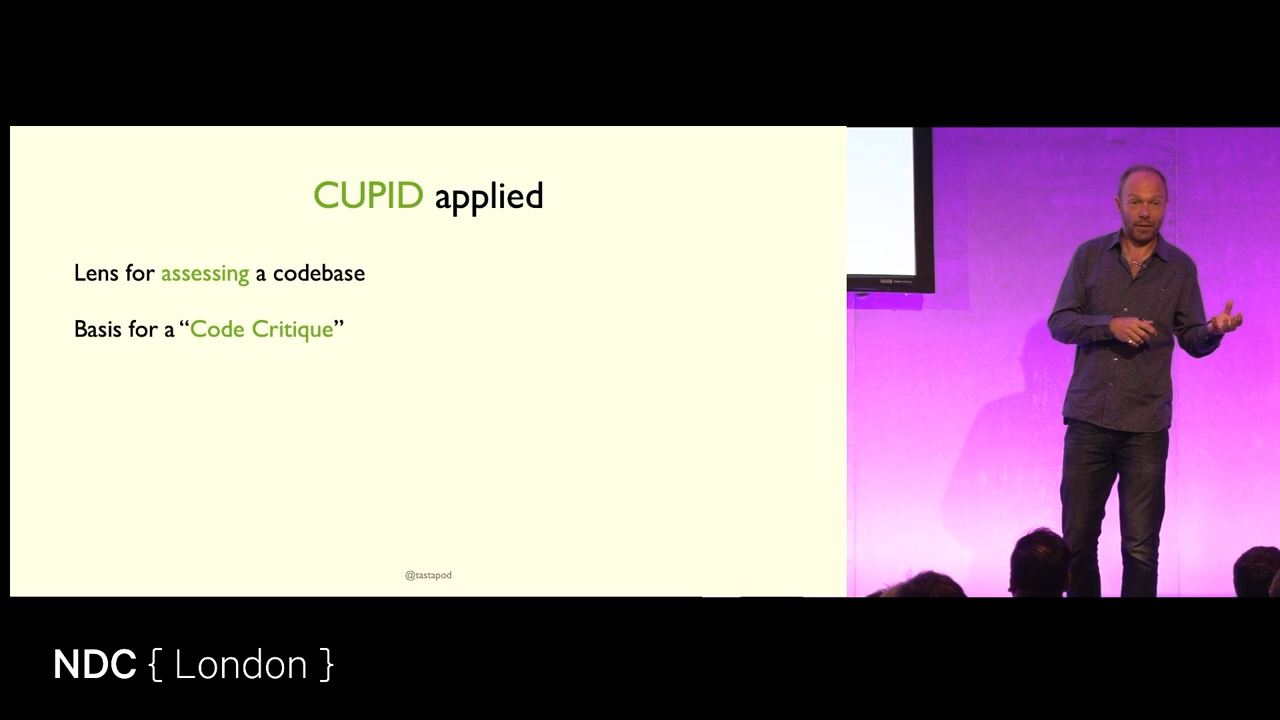 CUPID applied
Lens for assessing a codebase
Basis for a “Code Critique”
@tastapod
NDC { London }